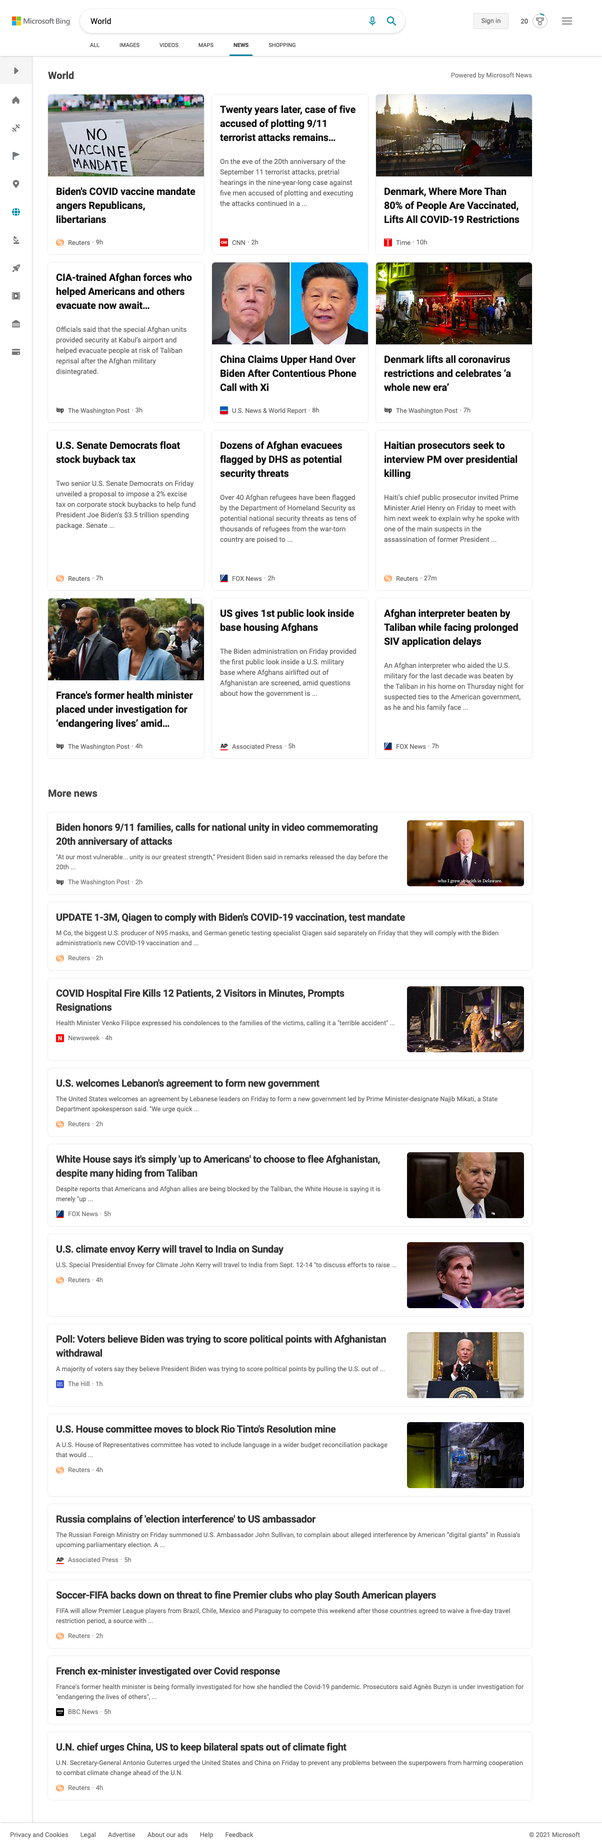 Microsoft Bing
World
Sign in
20
ALL
IMAGES
VIDEOS
MAPS
NEWS
SHOPPING
World
Powered by Microsoft News
NO
VACCINE
MANDATE
Biden's COVID vaccine mandate
angers Republicans,
libertarians
Reuters · 9h
Twenty years later, case of five
accused of plotting 9/11
terrorist attacks remains...
On the eve of the 20th anniversary of the
September 11 terrorist attacks, pretrial
hearings in the nine-year-long case against
five men accused of plotting and executing
the attacks continued in a ...
CNN
CNN · 2h
Denmark, Where More Than
80% of People Are Vaccinated,
Lifts All COVID-19 Restrictions
T
Time · 10h
CIA-trained Afghan forces who
helped Americans and others
evacuate now await...
Officials said that the special Afghan units
provided security at Kabul's airport and
helped evacuate people at risk of Taliban
reprisal after the Afghan military
disintegrated.
wp
The Washington Post · 3h
China Claims Upper Hand Over
Biden After Contentious Phone
Call with Xi
U.S. News & World Report · 8h
Denmark lifts all coronavirus
restrictions and celebrates 'a
whole new era'
wp
The Washington Post · 7h
U.S. Senate Democrats float
stock buyback tax
Two senior U.S. Senate Democrats on Friday
unveiled a proposal to impose a 2% excise
tax on corporate stock buybacks to help fund
President Joe Biden's $3.5 trillion spending
package. Senate ...
Reuters · 7h
Dozens of Afghan evacuees
flagged by DHS as potential
security threats
Over 40 Afghan refugees have been flagged
by the Department of Homeland Security as
potential national security threats as tens of
thousands of refugees from the war-torn
country are poised to ...
FOX News · 2h
Haitian prosecutors seek to
interview PM over presidential
killing
Haiti's chief public prosecutor invited Prime
Minister Ariel Henry on Friday to meet with
him next week to explain why he spoke with
one of the main suspects in the
assassination of former President ...
Reuters · 27m
France's former health minister
placed under investigation for
'endangering lives' amid...
wp
The Washington Post · 4h
US gives 1st public look inside
base housing Afghans
The Biden administration on Friday provided
the first public look inside a U.S. military
base where Afghans airlifted out of
Afghanistan are screened, amid questions
about how the government is ...
AP
Associated Press · 5h
Afghan interpreter beaten by
Taliban while facing prolonged
SIV application delays
An Afghan interpreter who aided the U.S.
military for the last decade was beaten by
the Taliban in his home on Thursday night for
suspected ties to the American government,
as he and his family face ...
FOX News · 7h
More news
Biden honors 9/11 families, calls for national unity in video commemorating
20th anniversary of attacks
"At our most vulnerable... unity is our greatest strength," President Biden said in remarks released the day before the
20th ...
wp
The Washington Post · 2h
who I grew up with in Delaware.
UPDATE 1-3M, Qiagen to comply with Biden's COVID-19 vaccination, test mandate
M Co, the biggest U.S. producer of N95 masks, and German genetic testing specialist Qiagen said separately on Friday that they will comply with the Biden
administration's new COVID-19 vaccination and ...
Reuters · 2h
COVID Hospital Fire Kills 12 Patients, 2 Visitors in Minutes, Prompts
Resignations
Health Minister Venko Filipce expressed his condolences to the families of the victims, calling it a "terrible accident" ...
N
Newsweek · 4h
U.S. welcomes Lebanon's agreement to form new government
The United States welcomes an agreement by Lebanese leaders on Friday to form a new government led by Prime Minister-designate Najib Mikati, a State
Department spokesperson said. "We urge quick ...
Reuters · 2h
White House says it's simply 'up to Americans' to choose to flee Afghanistan,
despite many hiding from Taliban
Despite reports that Americans and Afghan allies are being blocked by the Taliban, the White House is saying it is
merely "up ...
FOX News · 5h
U.S. climate envoy Kerry will travel to India on Sunday
U.S. Special Presidential Envoy for Climate John Kerry will travel to India from Sept. 12-14 "to discuss efforts to raise ...
Reuters · 4h
Poll: Voters believe Biden was trying to score political points with Afghanistan
withdrawal
A majority of voters say they believe President Biden was trying to score political points by pulling the U.S. out of ...
The Hill · 1h
U.S. House committee moves to block Rio Tinto's Resolution mine
A U.S. House of Representatives committee has voted to include language in a wider budget reconciliation package
that would ...
Reuters · 4h
Russia complains of 'election interference' to US ambassador
The Russian Foreign Ministry on Friday summoned U.S. Ambassador John Sullivan, to complain about alleged interference by American "digital giants" in Russia's
upcoming parliamentary election. A ...
AP
Associated Press · 5h
Soccer-FIFA backs down on threat to fine Premier clubs who play South American players
FIFA will allow Premier League players from Brazil, Chile, Mexico and Paraguay to compete this weekend after those countries agreed to waive a five-day travel
restriction period, a source with ...
Reuters · 2h
French ex-minister investigated over Covid response
France's former health minister is being formally investigated for how she handled the Covid-19 pandemic. Prosecutors said Agnès Buzyn is under investigation for
"endangering the lives of others", ...
BBC News · 5h
U.N. chief urges China, US to keep bilateral spats out of climate fight
U.N. Secretary-General Antonio Guterres urged the United States and China on Friday to prevent any problems between the superpowers from harming cooperation
to combat climate change ahead of the U.N.
Reuters · 4h
Privacy and Cookies
Legal
Advertise
About our ads
Help
Feedback
© 2021 Microsoft